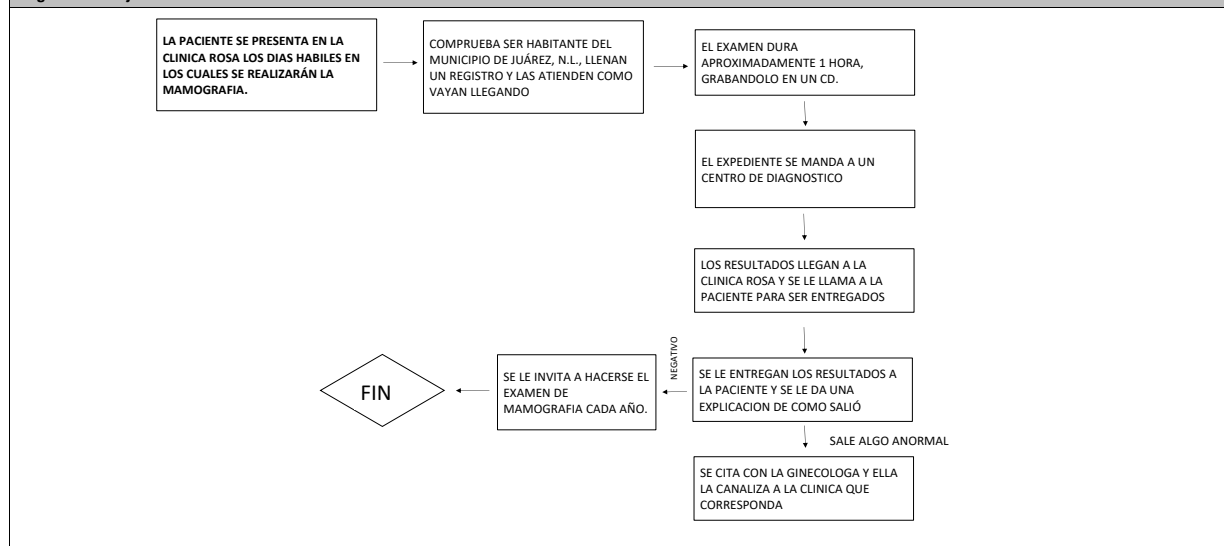 LA PACIENTE SE PRESENTA EN LA
CLINICA ROSA LOS DIAS HABILES EN
LOS CUALES SE REALIZARÁN LA
MAMOGRAFIA.
COMPRUEBA SER HABITANTE DEL
MUNICIPIO DE JUÁREZ, N.L., LLENAN
UN REGISTRO Y LAS ATIENDEN COMO
VAYAN LLEGANDO
EL EXAMEN DURA
APROXIMADAMENTE 1 HORA,
GRABANDOLO EN UN CD.
EL EXPEDIENTE SE MANDA A UN
CENTRO DE DIAGNOSTICO
LOS RESULTADOS LLEGAN A LA
CLINICA ROSA Y SE LE LLAMA A LA
PACIENTE PARA SER ENTREGADOS
SE LE ENTREGAN LOS RESULTADOS A
LA PACIENTE Y SE LE DA UNA
EXPLICACION DE COMO SALIÓ
NEGATIVO
SE LE INVITA A HACERSE EL
EXAMEN DE
MAMOGRAFIA CADA AÑO.
FIN
SALE ALGO ANORMAL
SE CITA CON LA GINECOLOGA Y ELLA
LA CANALIZA A LA CLINICA QUE
CORRESPONDA